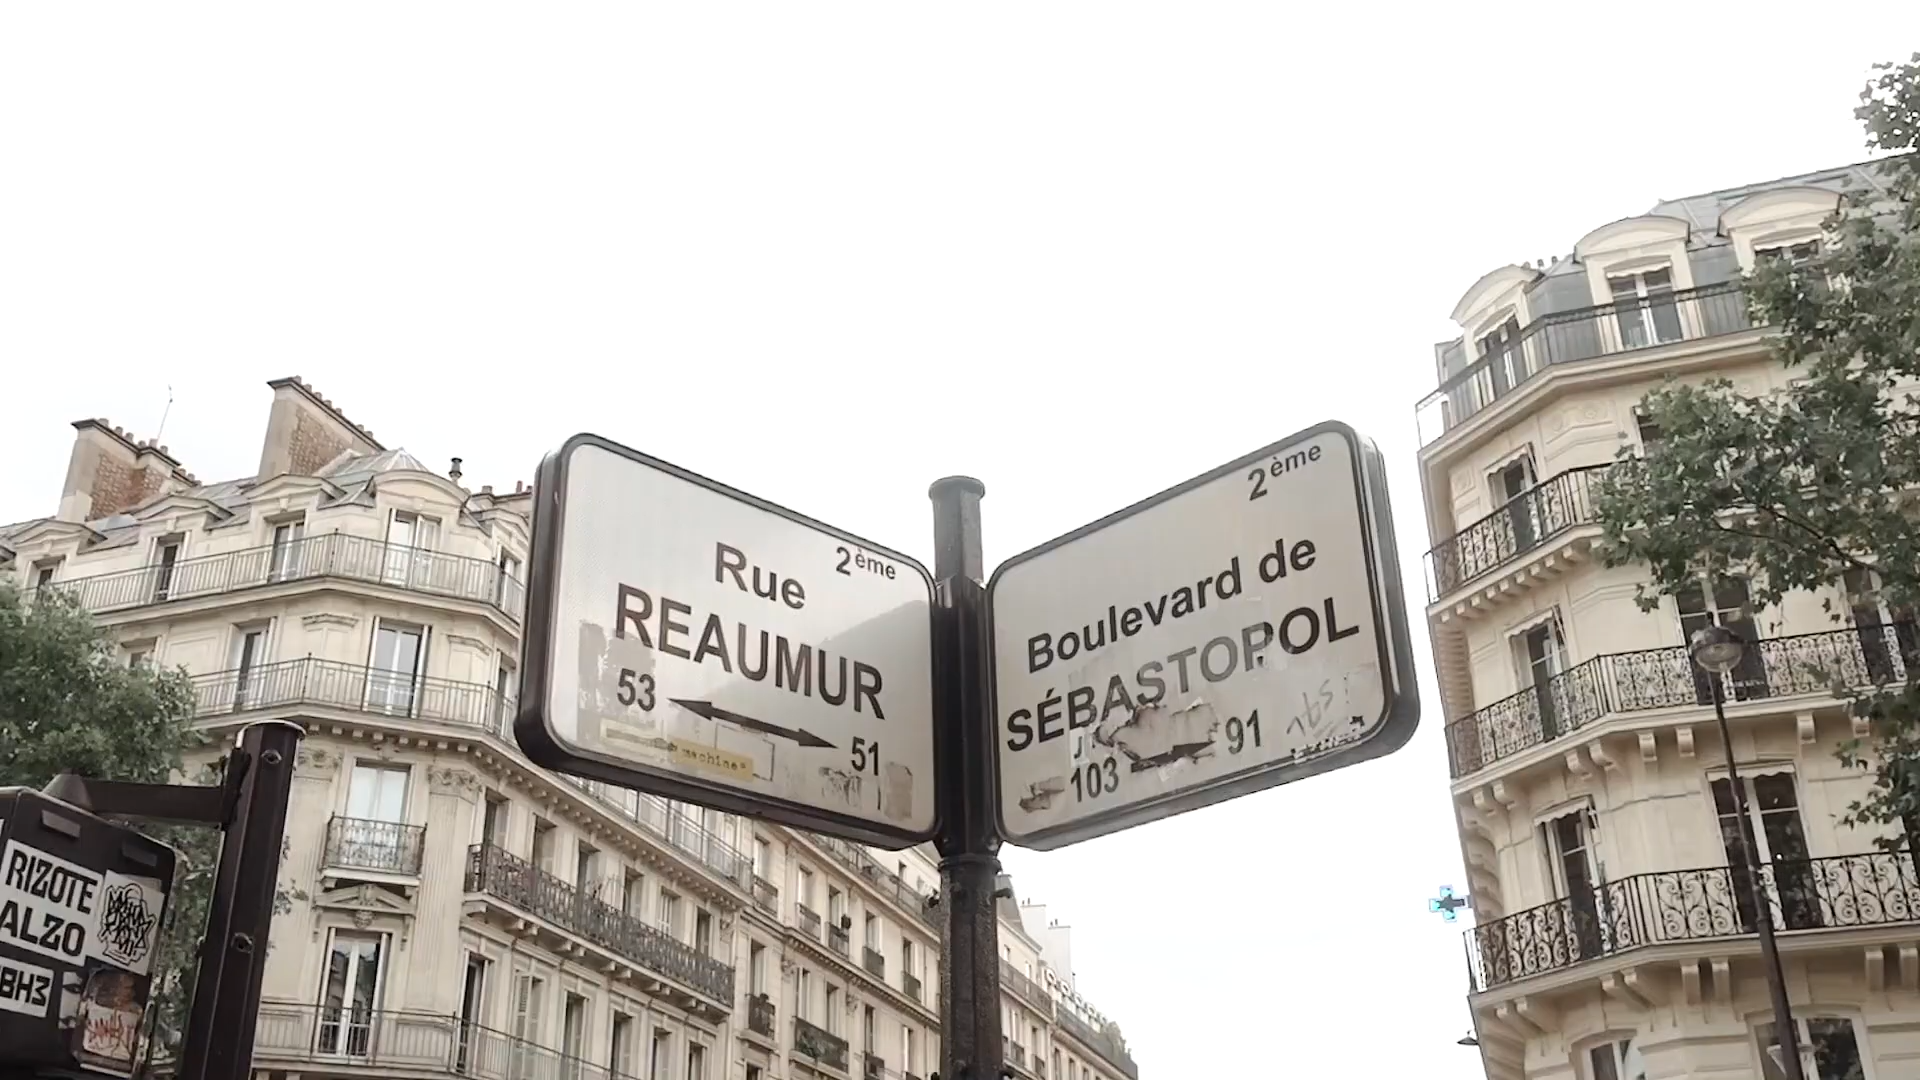 2ème
Rue
REAUMUR
53 51
machine"
2ème
Boulevard de
SÉBASTOPOL
103 91
RIZOTE
ALZO
BH3